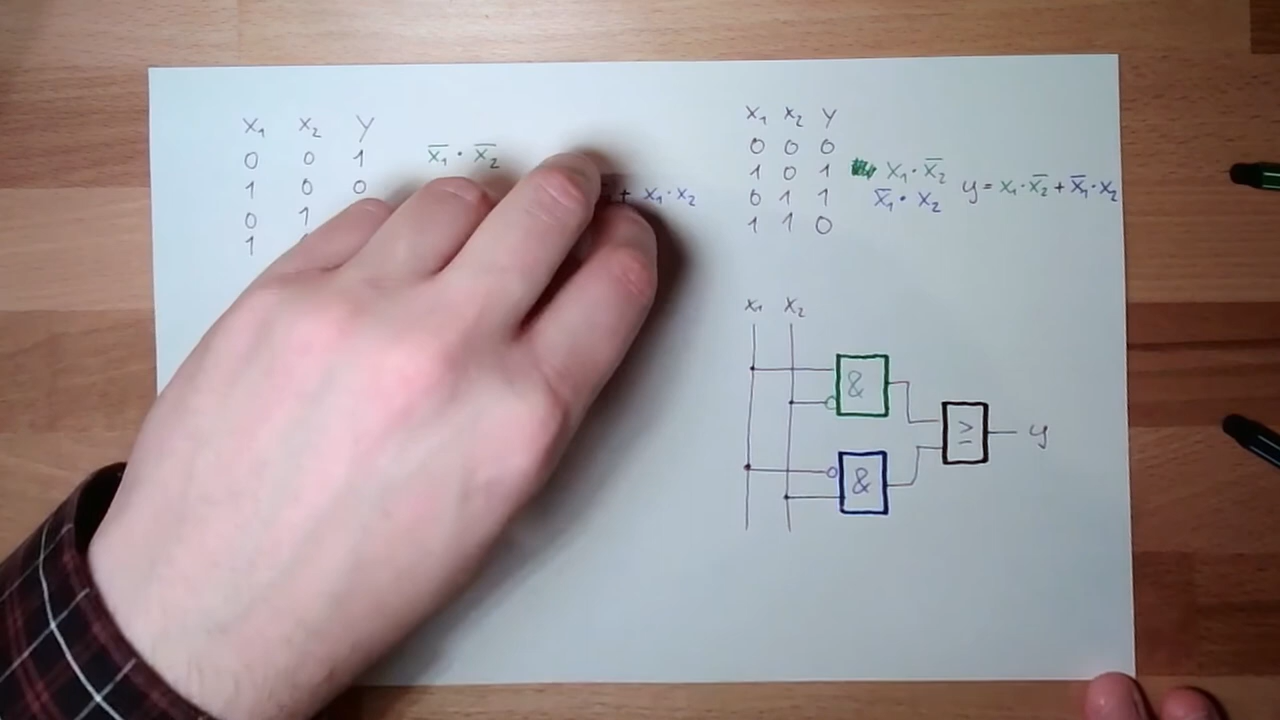 x₁ x₂ y
0 0 1
1 0 0
0 1
1
x̅₁ · x̅₂
+ x₁ · x₂
x₁ x₂ y
0 0 0
1 0 1
0 1 1
1 1 0
x₁ · x̅₂
x̅₁ · x₂
y = x₁ · x̅₂ + x̅₁ · x₂
x₁ x₂
&
≥ y
&